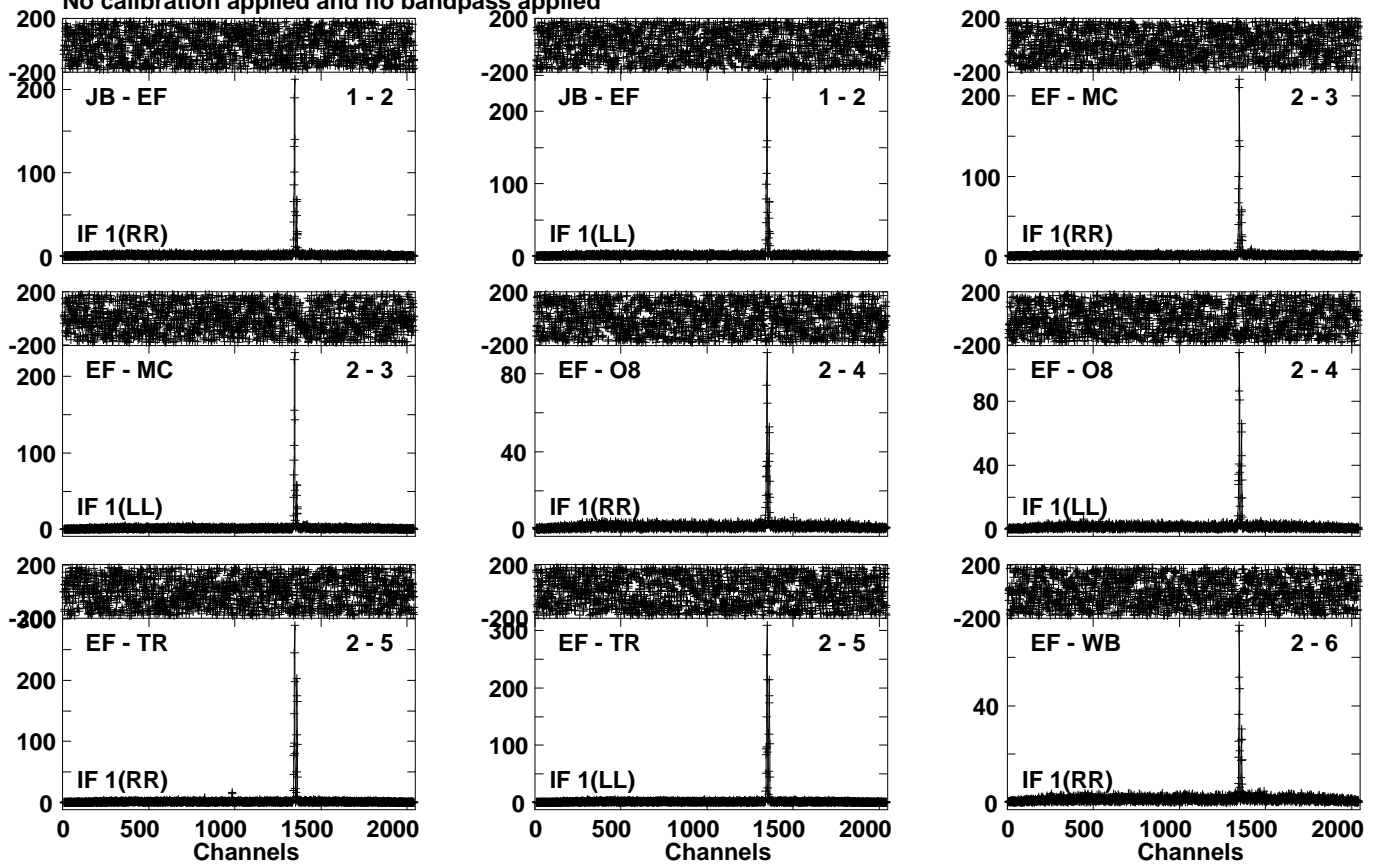 No calibration applied and no bandpass applied
200
-200
200
100
0
JB - EF 1 - 2
IF 1(RR)
200
-200
200
100
0
JB - EF 1 - 2
IF 1(LL)
200
-200
200
100
0
EF - MC 2 - 3
IF 1(RR)
200
-200
200
100
0
EF - MC 2 - 3
IF 1(LL)
200
-200
80
40
0
EF - O8 2 - 4
IF 1(RR)
200
-200
80
40
0
EF - O8 2 - 4
IF 1(LL)
200
-200
300
200
100
0
EF - TR 2 - 5
IF 1(RR)
0 500 1000 1500 2000
Channels
200
-200
300
200
100
0
EF - TR 2 - 5
IF 1(LL)
0 500 1000 1500 2000
Channels
200
-200
40
0
EF - WB 2 - 6
IF 1(RR)
0 500 1000 1500 2000
Channels